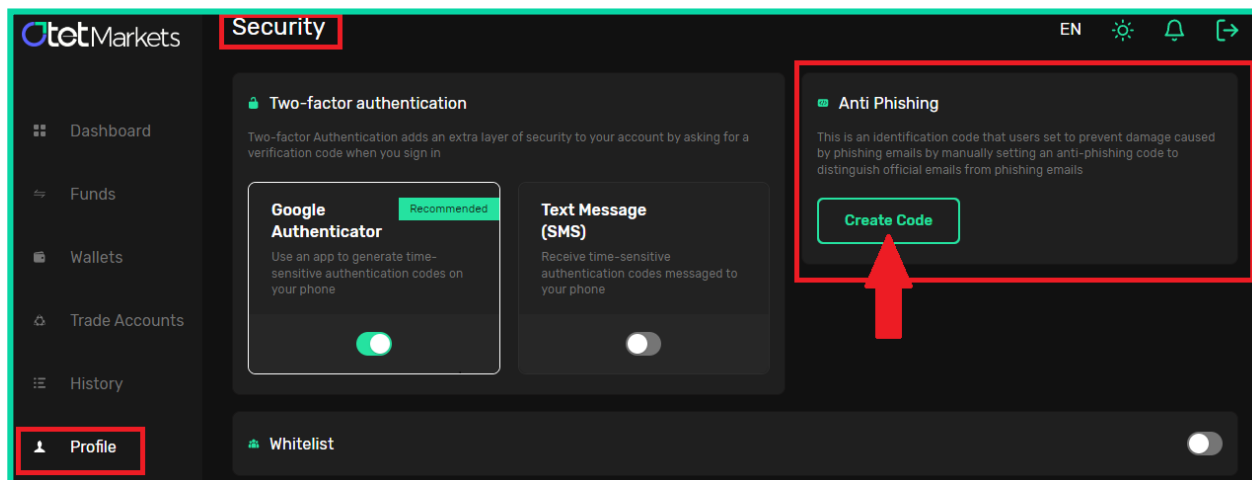 OtetMarkets
Security
EN
Dashboard
Funds
Wallets
Trade Accounts
History
Profile
Two-factor authentication
Two-factor Authentication adds an extra layer of security to your account by asking for a
verification code when you sign in
Google
Authenticator
Recommended
Use an app to generate time-
sensitive authentication codes on
your phone
Text Message
(SMS)
Receive time-sensitive
authentication codes messaged to
your phone
Anti Phishing
This is an identification code that users set to prevent damage caused
by phishing emails by manually setting an anti-phishing code to
distinguish official emails from phishing emails
Create Code
Whitelist